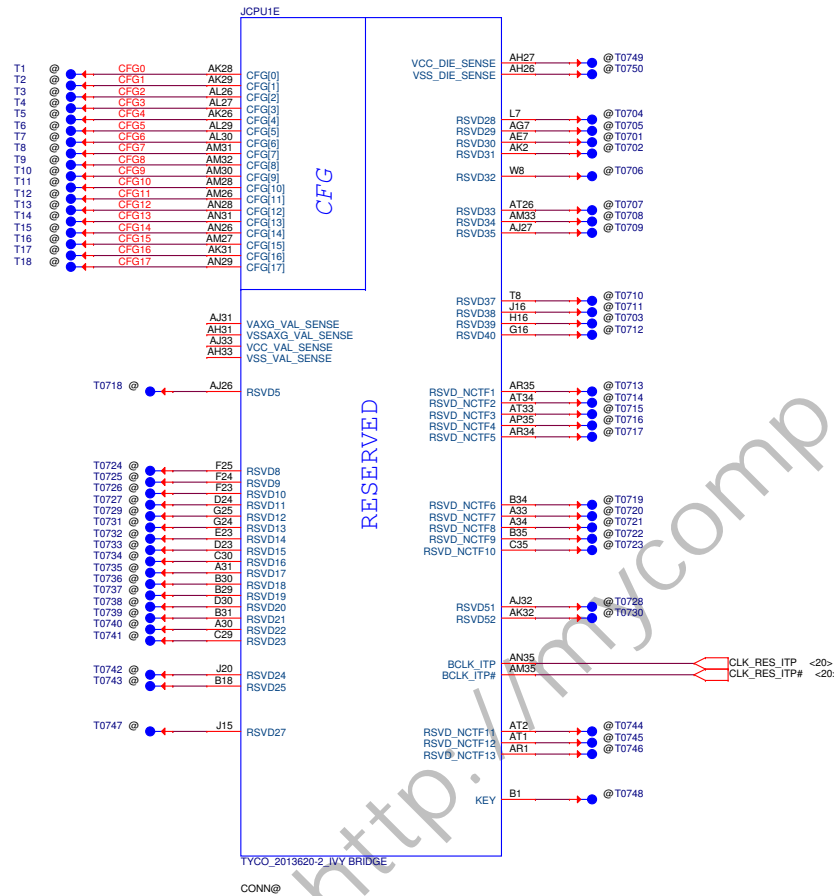 JCPU1E
T1 @ CFG0 AK28 CFG[0]
T2 @ CFG1 AK29 CFG[1]
T3 @ CFG2 AL26 CFG[2]
T4 @ CFG3 AL27 CFG[3]
T5 @ CFG4 AK26 CFG[4]
T6 @ CFG5 AL29 CFG[5]
T7 @ CFG6 AL30 CFG[6]
T8 @ CFG7 AM31 CFG[7]
T9 @ CFG8 AM32 CFG[8]
T10 @ CFG9 AM30 CFG[9]
T11 @ CFG10 AM28 CFG[10]
T12 @ CFG11 AM26 CFG[11]
T13 @ CFG12 AN28 CFG[12]
T14 @ CFG13 AN31 CFG[13]
T15 @ CFG14 AN26 CFG[14]
T16 @ CFG15 AM27 CFG[15]
T17 @ CFG16 AK31 CFG[16]
T18 @ CFG17 AN29 CFG[17]
CFG
AJ31 VAXG_VAL_SENSE
AH31 VSSAXG_VAL_SENSE
AJ33 VCC_VAL_SENSE
AH33 VSS_VAL_SENSE
T0718 @ AJ26 RSVD5
RESERVED
T0724 @ F25 RSVD8
T0725 @ F24 RSVD9
T0726 @ F23 RSVD10
T0727 @ D24 RSVD11
T0729 @ G25 RSVD12
T0731 @ G24 RSVD13
T0732 @ E23 RSVD14
T0733 @ D23 RSVD15
T0734 @ C30 RSVD16
T0735 @ A31 RSVD17
T0736 @ B30 RSVD18
T0737 @ B29 RSVD19
T0738 @ D30 RSVD20
T0739 @ B31 RSVD21
T0740 @ A30 RSVD22
T0741 @ C29 RSVD23
T0742 @ J20 RSVD24
T0743 @ B18 RSVD25
T0747 @ J15 RSVD27
VCC_DIE_SENSE AH27 @ T0749
VSS_DIE_SENSE AH26 @ T0750
RSVD28 L7 @ T0704
RSVD29 AG7 @ T0705
RSVD30 AE7 @ T0701
RSVD31 AK2 @ T0702
RSVD32 W8 @ T0706
RSVD33 AT26 @ T0707
RSVD34 AM33 @ T0708
RSVD35 AJ27 @ T0709
RSVD37 T8 @ T0710
RSVD38 J16 @ T0711
RSVD39 H16 @ T0703
RSVD40 G16 @ T0712
RSVD_NCTF1 AR35 @ T0713
RSVD_NCTF2 AT34 @ T0714
RSVD_NCTF3 AT33 @ T0715
RSVD_NCTF4 AP35 @ T0716
RSVD_NCTF5 AR34 @ T0717
RSVD_NCTF6 B34 @ T0719
RSVD_NCTF7 A33 @ T0720
RSVD_NCTF8 A34 @ T0721
RSVD_NCTF9 B35 @ T0722
RSVD_NCTF10 C35 @ T0723
RSVD51 AJ32 @ T0728
RSVD52 AK32 @ T0730
BCLK_ITP AN35 CLK_RES_ITP <20>
BCLK_ITP# AM35 CLK_RES_ITP# <20>
RSVD_NCTF11 AT2 @ T0744
RSVD_NCTF12 AT1 @ T0745
RSVD_NCTF13 AR1 @ T0746
KEY B1 @ T0748
TYCO_2013620-2_IVY BRIDGE
CONN@
http://mycomp